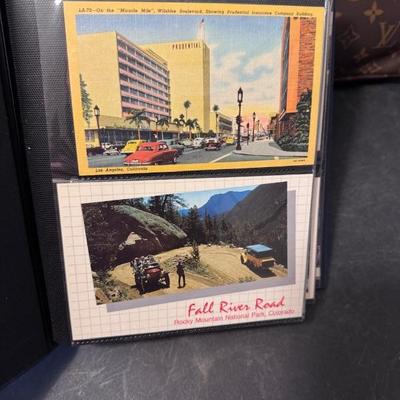 LA-72—On the "Miracle Mile", Wilshire Boulevard, Showing Prudential Insurance Company Building,
PRUDENTIAL
Los Angeles, California
Fall River Road
Rocky Mountain National Park, Colorado